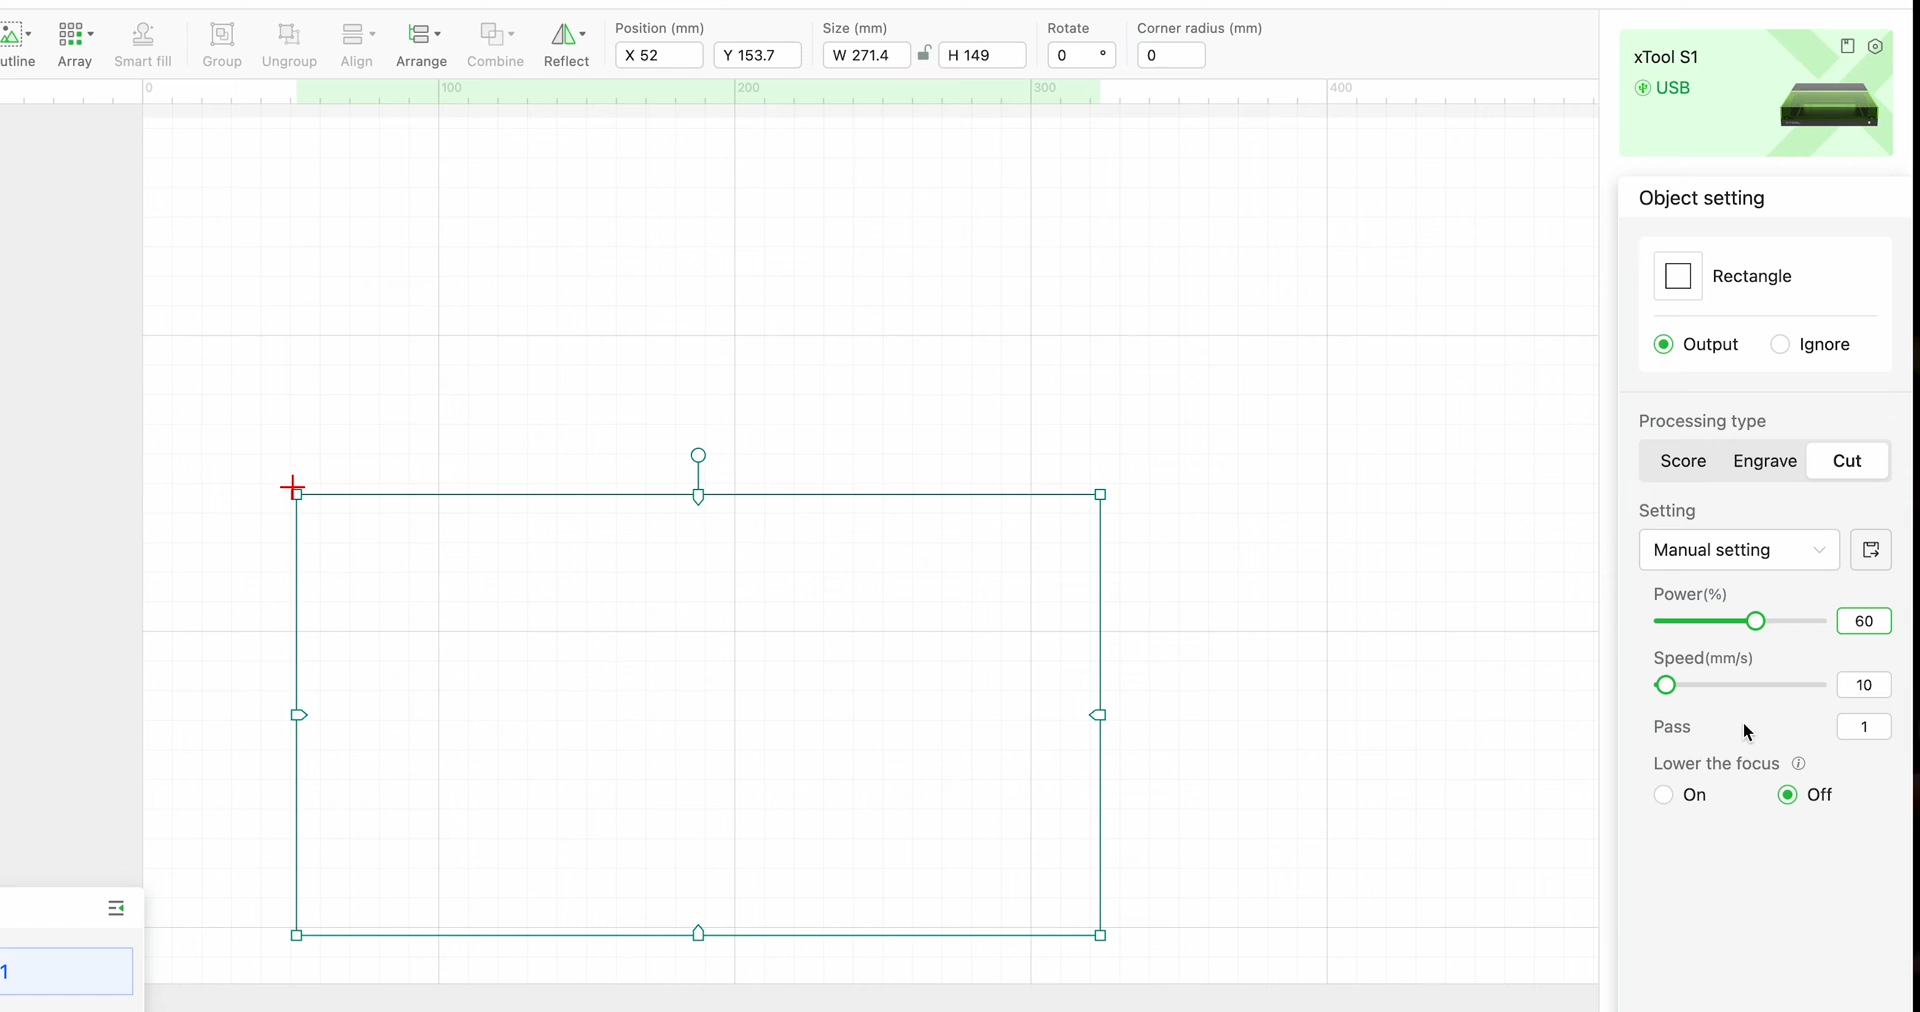 utline Array Smart fill Group Ungroup Align Arrange Combine Reflect
Position (mm) Size (mm) Rotate Corner radius (mm)
X 52 Y 153.7 W 271.4 H 149 0 ° 0
0 100 200 300 400
xTool S1
USB
Object setting
Rectangle
Output Ignore
Processing type
Score Engrave Cut
Setting
Manual setting
Power(%)
60
Speed(mm/s)
10
Pass 1
Lower the focus
On Off
1